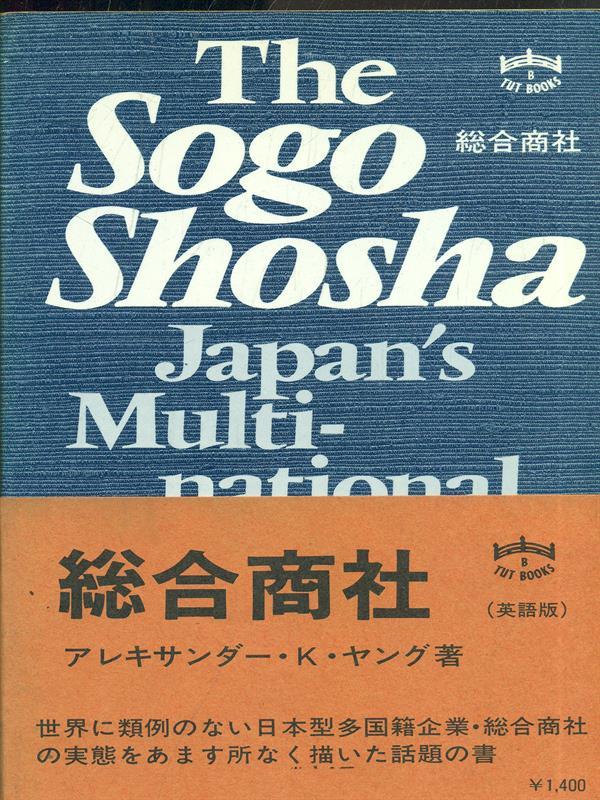 The
Sogo
Shosha
B
TUT BOOKS
総合商社
Japan's
Multi-
national
総合商社
B
TUT BOOKS
(英語版)
アレキサンダー・K・ヤング著
世界に類例のない日本型多国籍企業・総合商社
の実態をあます所なく描いた話題の書
¥1,400